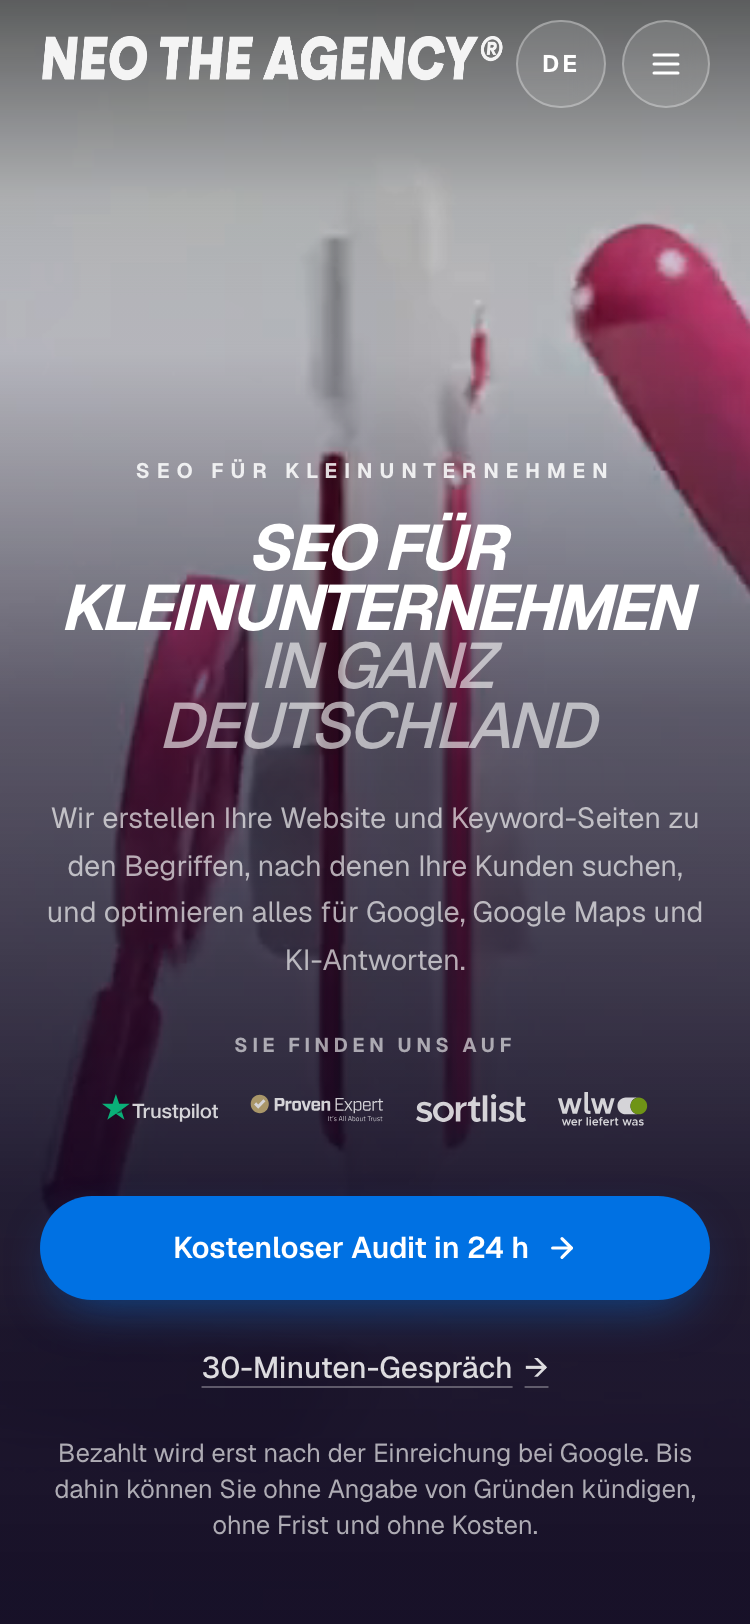 NEO THE AGENCY®
DE
SEO FÜR KLEINUNTERNEHMEN
SEO FÜR
KLEINUNTERNEHMEN
IN GANZ
DEUTSCHLAND
Wir erstellen Ihre Website und Keyword-Seiten zu
den Begriffen, nach denen Ihre Kunden suchen,
und optimieren alles für Google, Google Maps und
KI-Antworten.
SIE FINDEN UNS AUF
Trustpilot
Proven Expert
It's All About Trust
sortlist
wlw
wer liefert was
Kostenloser Audit in 24 h →
30-Minuten-Gespräch →
Bezahlt wird erst nach der Einreichung bei Google. Bis
dahin können Sie ohne Angabe von Gründen kündigen,
ohne Frist und ohne Kosten.